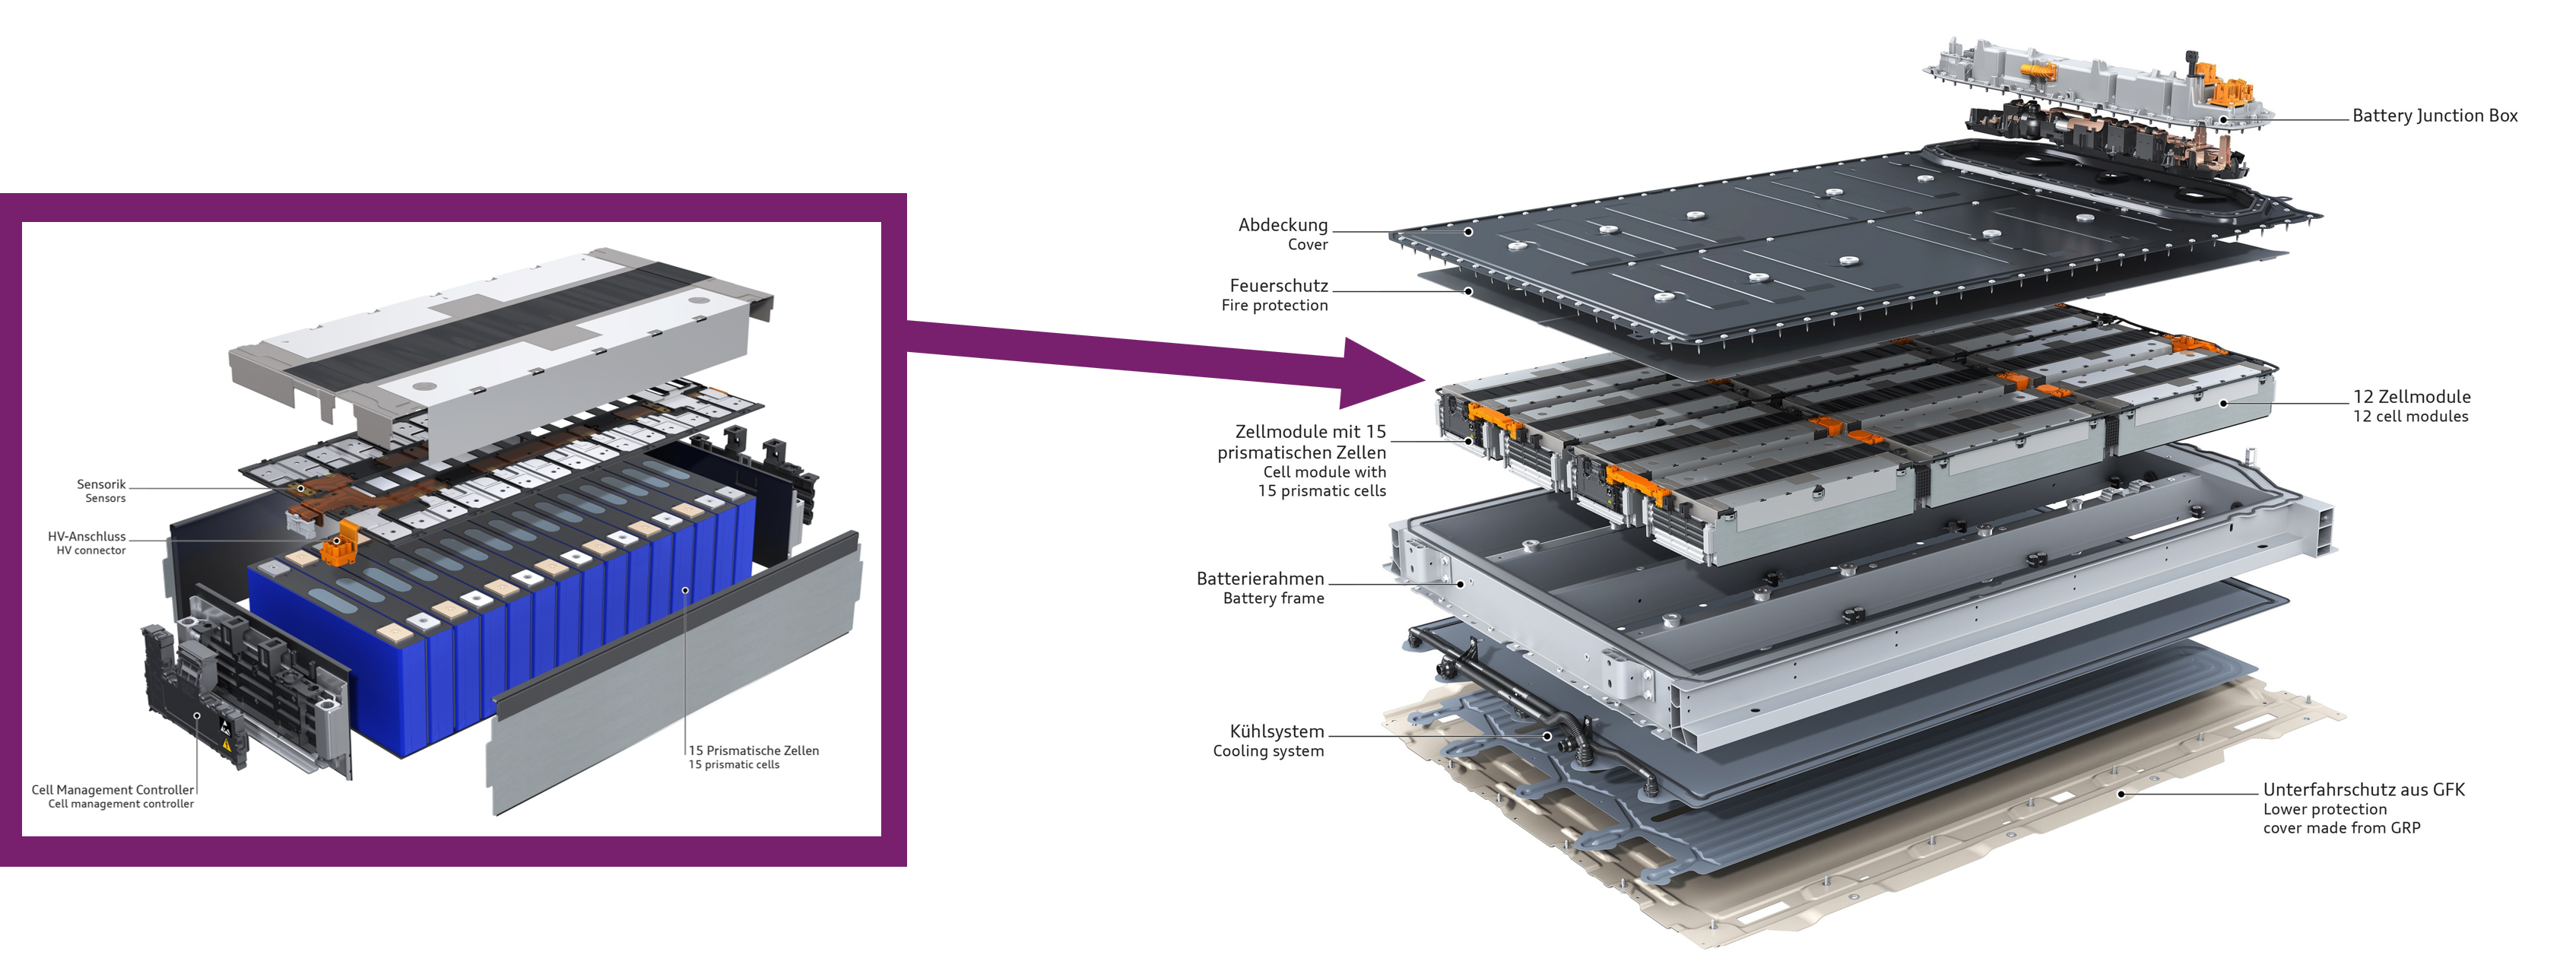 Sensorik
Sensors
HV-Anschluss
HV connector
Cell Management Controller
Cell management controller
15 Prismatische Zellen
15 prismatic cells
Battery Junction Box
Abdeckung
Cover
Feuerschutz
Fire protection
12 Zellmodule
12 cell modules
Zellmodule mit 15
prismatischen Zellen
Cell module with
15 prismatic cells
Batterierahmen
Battery frame
Kühlsystem
Cooling system
Unterfahrschutz aus GFK
Lower protection
cover made from GRP